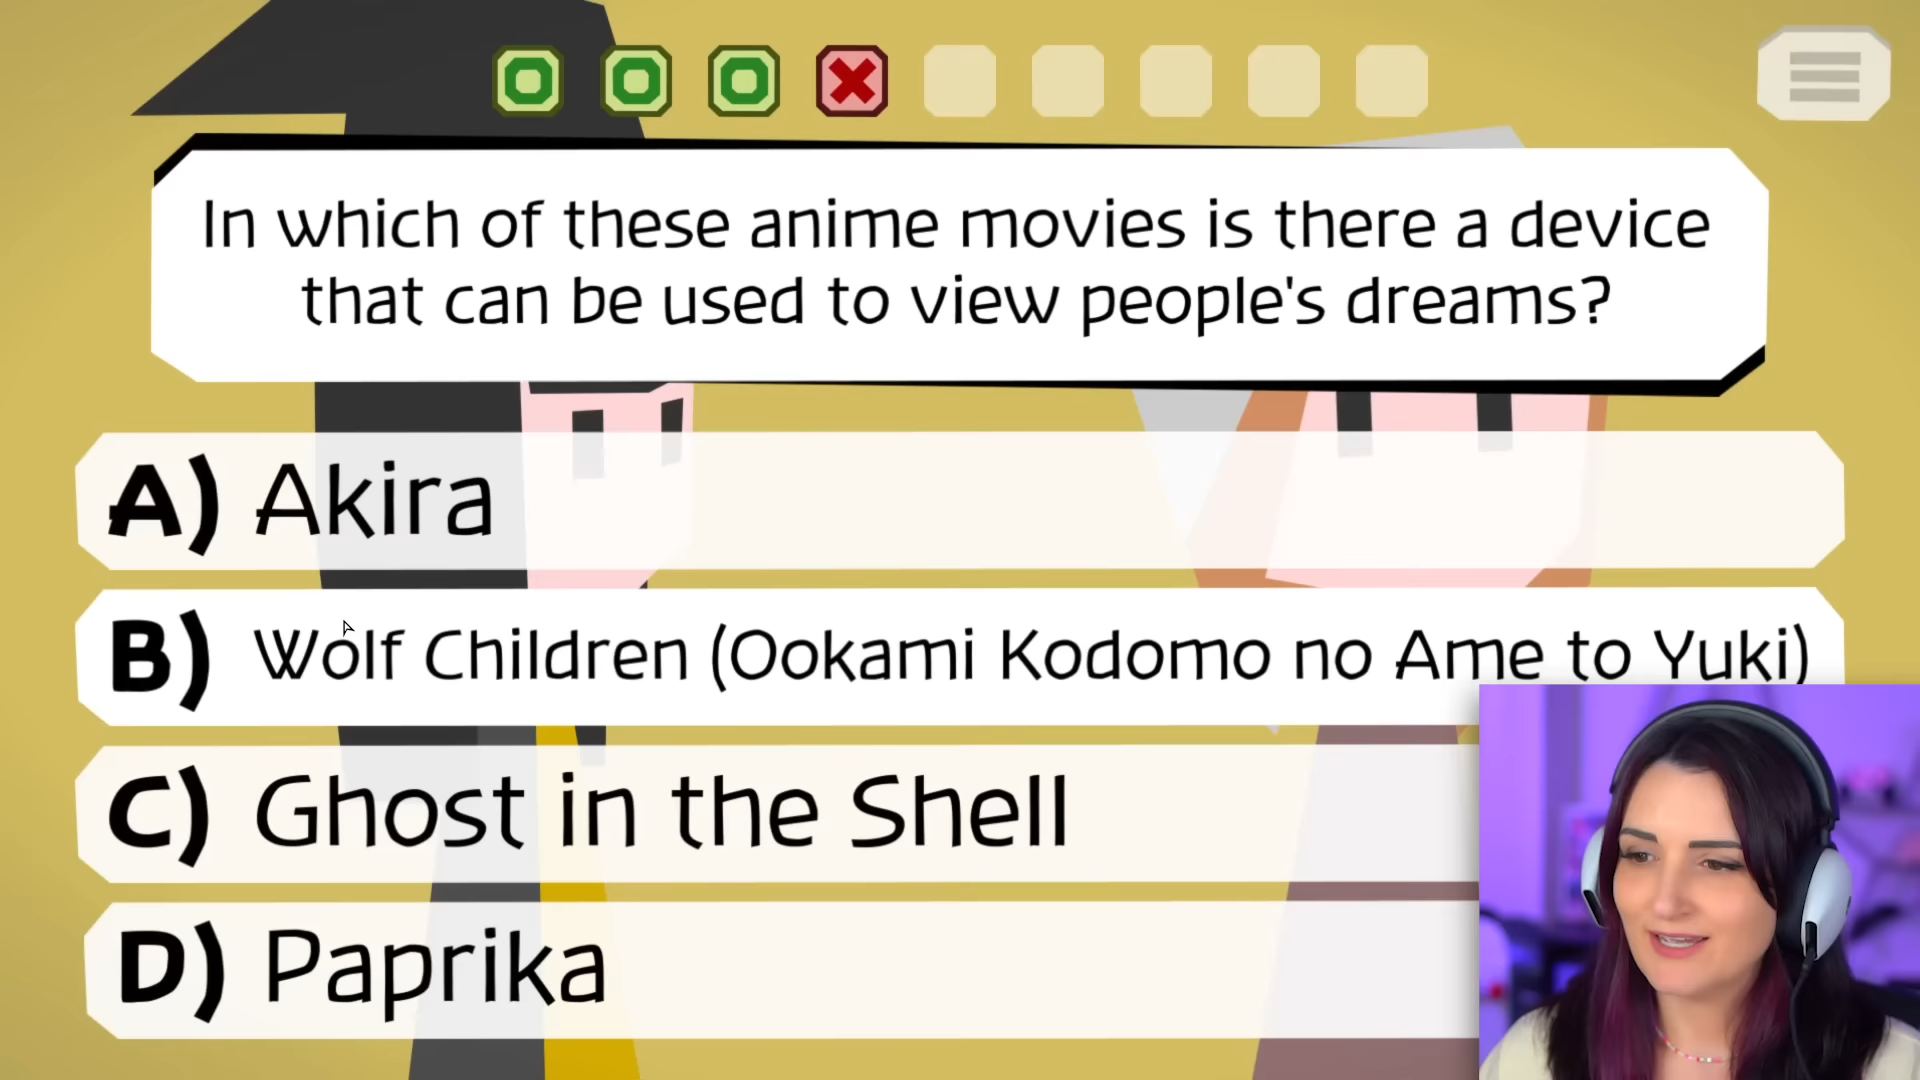 In which of these anime movies is there a device
that can be used to view people's dreams?
A) Akira
B) Wolf Children (Ookami Kodomo no Ame to Yuki)
C) Ghost in the Shell
D) Paprika